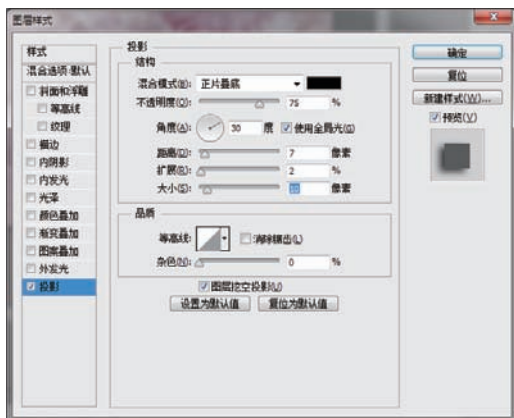 图层样式
样式
混合选项:默认
斜面和浮雕
等高线
纹理
描边
内阴影
内发光
光泽
颜色叠加
渐变叠加
图案叠加
外发光
投影
投影
结构
混合模式(B): 正片叠底
不透明度(O): 75 %
角度(A): 30 度 使用全局光(G)
距离(D): 7 像素
扩展(R): 2 %
大小(S): 10 像素
品质
等高线: 消除锯齿(L)
杂色(N): 0 %
图层挖空投影(U)
设置为默认值 复位为默认值
确定
复位
新建样式(W)...
预览(V)